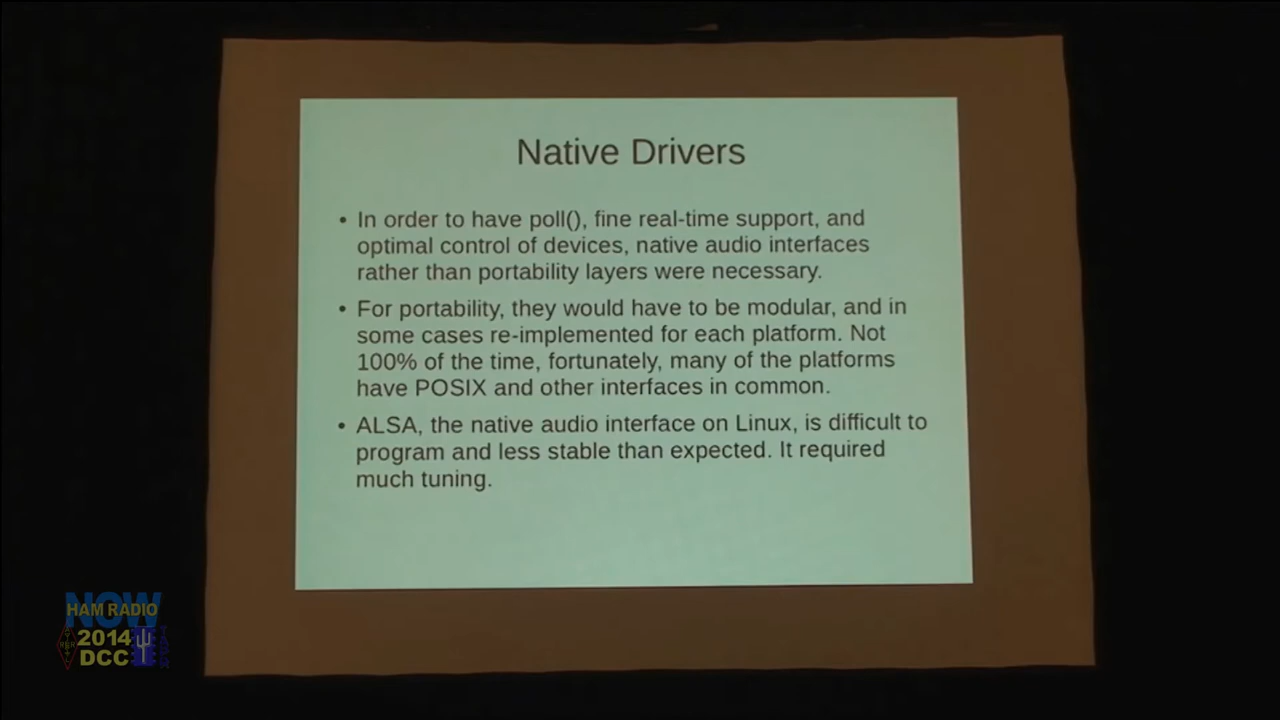 Native Drivers
• In order to have poll(), fine real-time support, and
optimal control of devices, native audio interfaces
rather than portability layers were necessary.
• For portability, they would have to be modular, and in
some cases re-implemented for each platform. Not
100% of the time, fortunately, many of the platforms
have POSIX and other interfaces in common.
• ALSA, the native audio interface on Linux, is difficult to
program and less stable than expected. It required
much tuning.
NOW
HAM RADIO
2014
DCC
TAPR